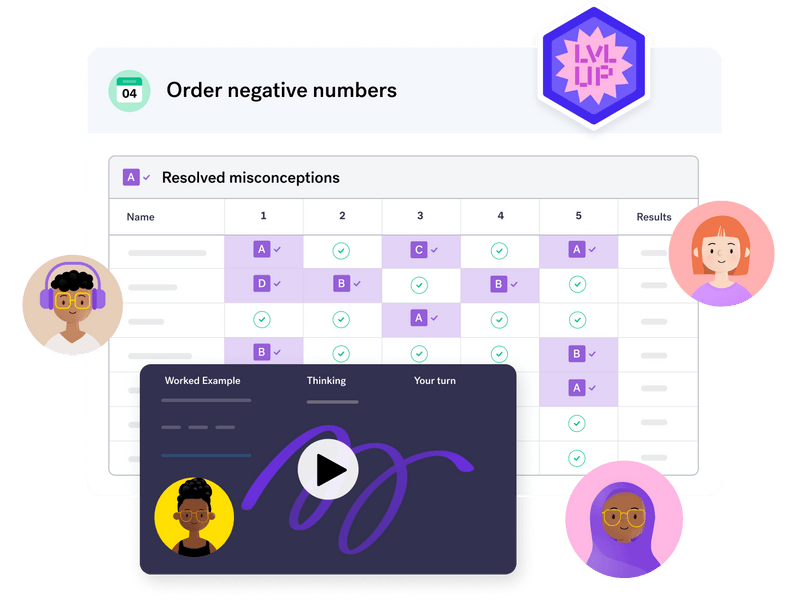 LVL
UP
04
Order negative numbers
A Resolved misconceptions
Name 1 2 3 4 5 Results
A C A
D B B
A
B B
A
Worked Example Thinking Your turn